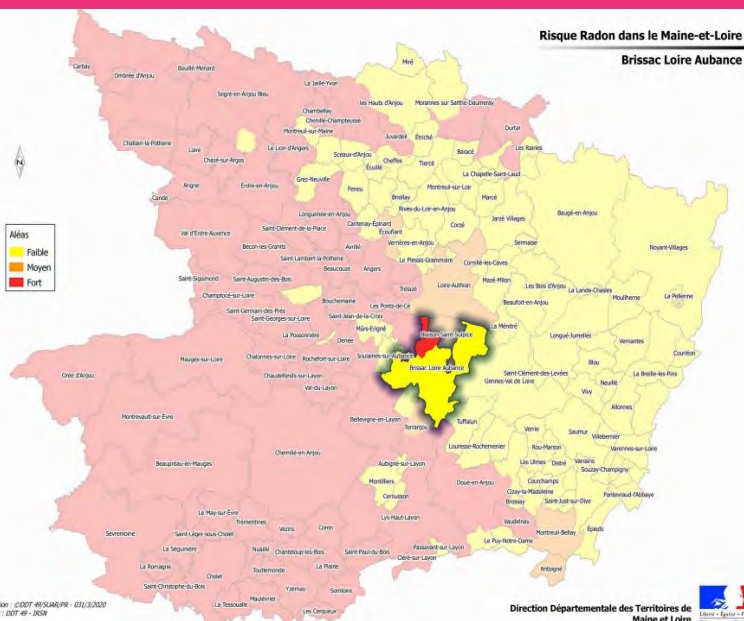 Risque Radon dans le Maine-et-Loire
Brissac Loire Aubance
Aléas
Faible
Moyen
Fort
N
Carbay
Ombrée d'Anjou
Bouillé-Ménard
Segré-en-Anjou Bleu
La Jaille-Yvon
Miré
Chambellay
les Hauts d'Anjou
Morannes sur Sarthe-Daumeray
Chenillé-Champteussé
Montreuil-sur-Maine
Juvardeil
Étriché
Durtal
Challain-la-Potherie
Loiré
Chazé-sur-Argos
Le Lion d'Angers
Sceaux-d'Anjou
Cheffes
Tiercé
Baracé
Les Rairies
Écuillé
La Chapelle-Saint-Laud
Angrie
Erdre-en-Anjou
Grez-Neuville
Feneu
Montreuil-sur-Loir
Marcé
Candé
Briollay
Rives-du-Loir-en-Anjou
Jarzé Villages
Baugé-en-Anjou
Longuenée-en-Anjou
Cantenay-Épinard
Corzé
Val d'Erdre-Auxence
Saint-Clément-de-la-Place
Écouflant
Sermaise
Noyant-Villages
Bécon-les-Granits
Avrillé
Verrières-en-Anjou
Saint-Lambert-la-Potherie
Le Plessis-Grammoire
Cornillé-les-Caves
Beaucouzé
Angers
Saint-Sigismond
Saint-Augustin-des-Bois
Trélazé
Loire-Authion
Mazé-Milon
Les Bois d'Anjou
La Lande-Chasles
Mouliherne
La Pellerine
Champtocé-sur-Loire
Bouchemaine
Les Ponts-de-Cé
Beaufort-en-Anjou
Saint-Germain-des-Prés
Saint-Georges-sur-Loire
Saint-Jean-de-la-Croix
La Possonnière
Mûrs-Erigné
Denée
Blaison-Saint-Sulpice
La Ménitré
Longué-Jumelles
Vernantes
Courléon
Mauges-sur-Loire
Chalonnes-sur-Loire
Rochefort-sur-Loire
Soulaines-sur-Aubance
Brissac Loire Aubance
Saint-Clément-des-Levées
Blou
La Breille-les-Pins
Orée d'Anjou
Chaudefonds-sur-Layon
Gennes-Val de Loire
Neuillé
Val-du-Layon
Vivy
Allonnes
Montrevault-sur-Èvre
Bellevigne-en-Layon
Terranjou
Tuffalun
Verrie
Saumur
Villebernier
Chemillé-en-Anjou
Louresse-Rochemenier
Rou-Marson
Varennes-sur-Loire
Beaupréau-en-Mauges
Aubigné-sur-Layon
Les Ulmes
Distré
Varrains
Souzay-Champigny
Montilliers
Doué-en-Anjou
Courchamps
Cizay-la-Madeleine
Fontevraud-l'Abbaye
Cernusson
Brossay
Saint-Just-sur-Dive
Le May-sur-Èvre
Lys-Haut-Layon
Vaudelnay
Trémentines
Vezins
Coron
Montreuil-Bellay
Épieds
Sèvremoine
Saint-Léger-sous-Cholet
La Séguinière
Nuaillé
Chanteloup-les-Bois
Saint-Paul-du-Bois
Passavant-sur-Layon
Le Puy-Notre-Dame
Cléré-sur-Layon
La Romagne
Cholet
Toutlemonde
La Plaine
Antoigné
Saint-Christophe-du-Bois
Yzernay
Somloire
Maulévrier
La Tessoualle
Les Cerqueux
ion : ©DDT 49/SUAR/PR - 031/3/2020
: DDT 49 - IRSN
Direction Départementale des Territoires de
Maine et Loire